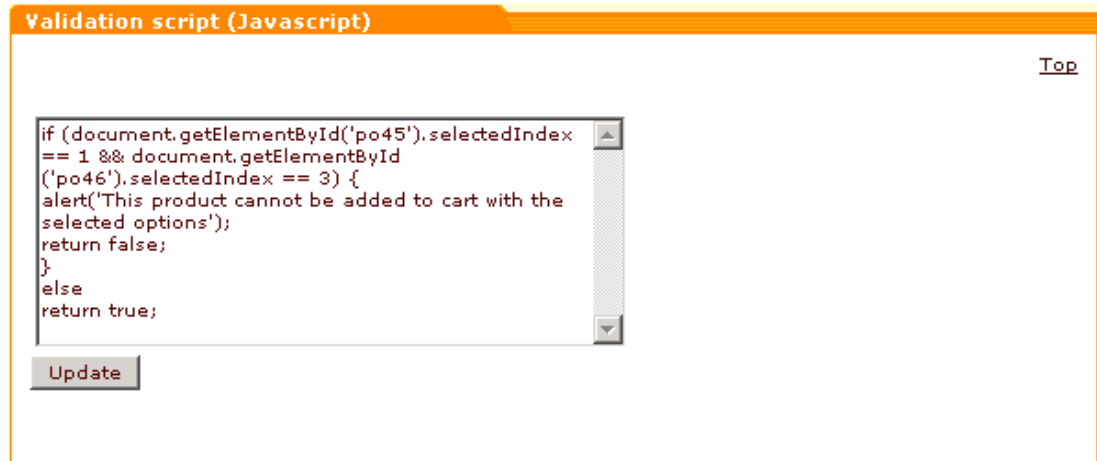 Validation script (Javascript)
Top
if (document.getElementById('po45').selectedIndex
== 1 && document.getElementById
('po46').selectedIndex == 3) {
alert('This product cannot be added to cart with the
selected options');
return false;
}
else
return true;
Update